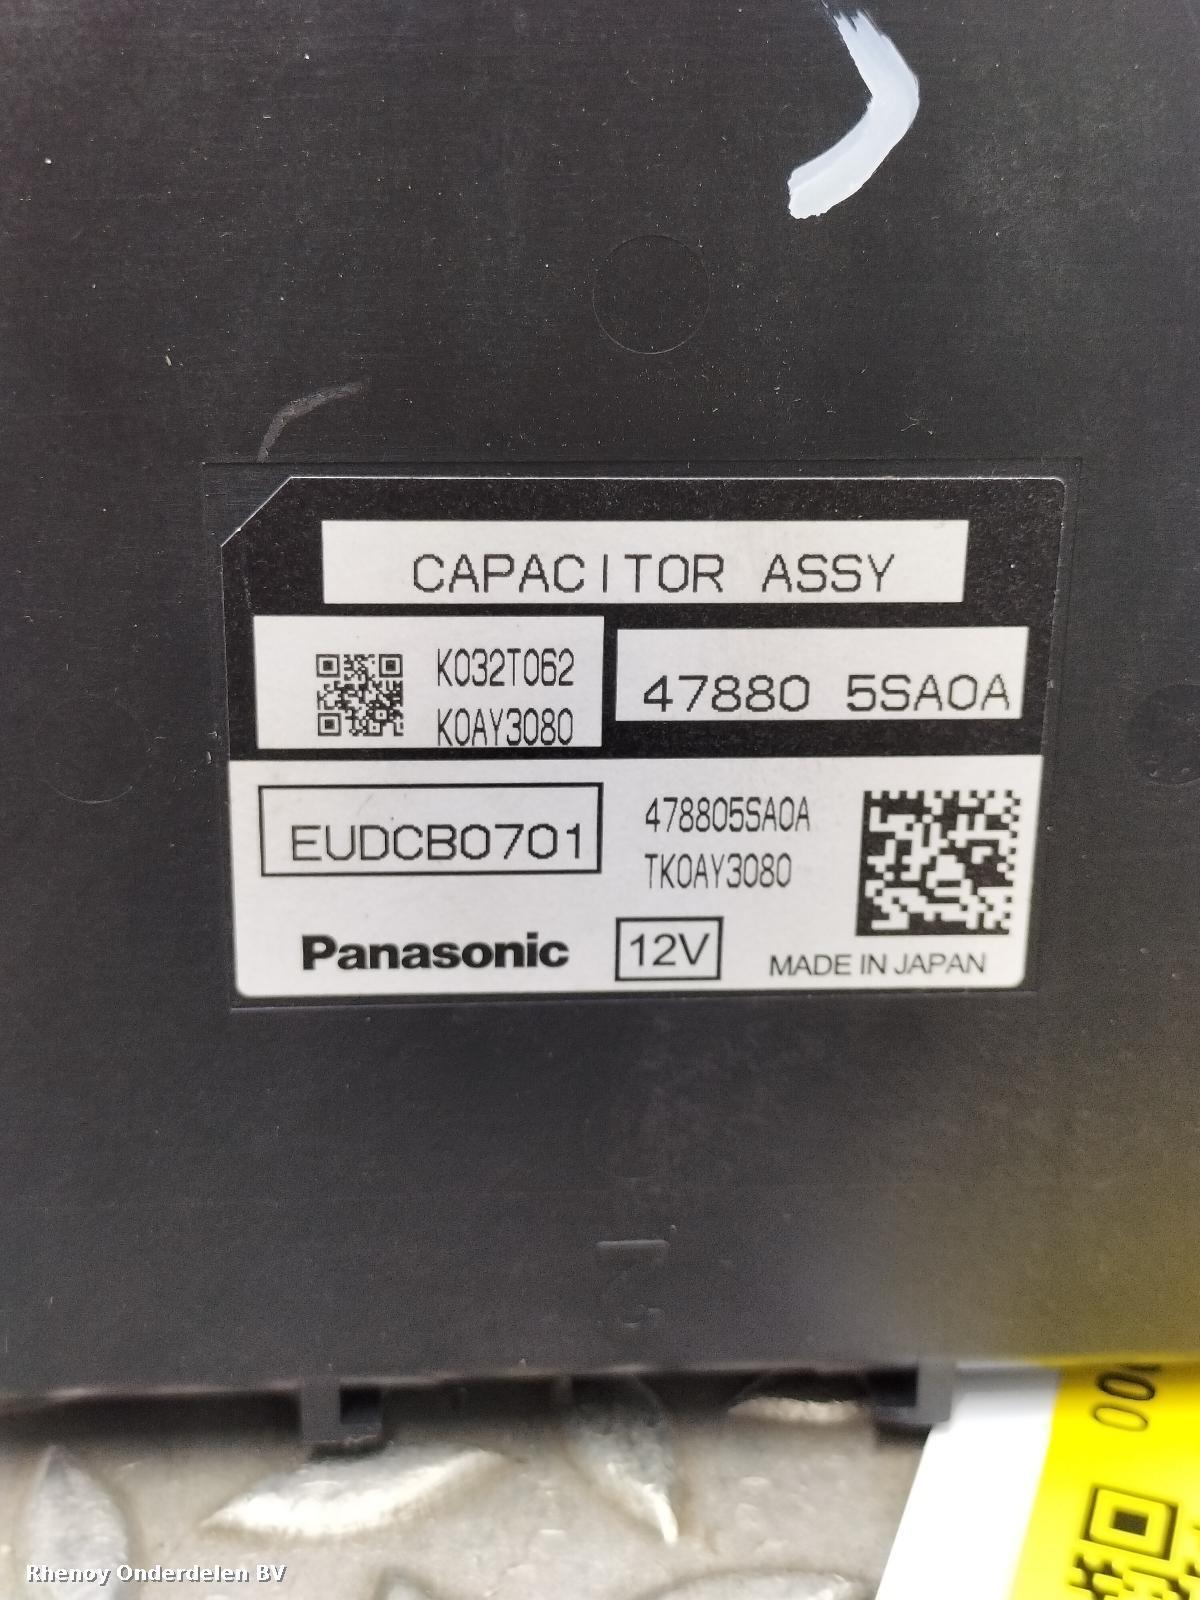 CAPACITOR ASSY
K032T062
K0AY3080
47880 5SA0A
EUDCB0701
478805SA0A
TK0AY3080
Panasonic
12V
MADE IN JAPAN
Rhenoy Onderdelen BV